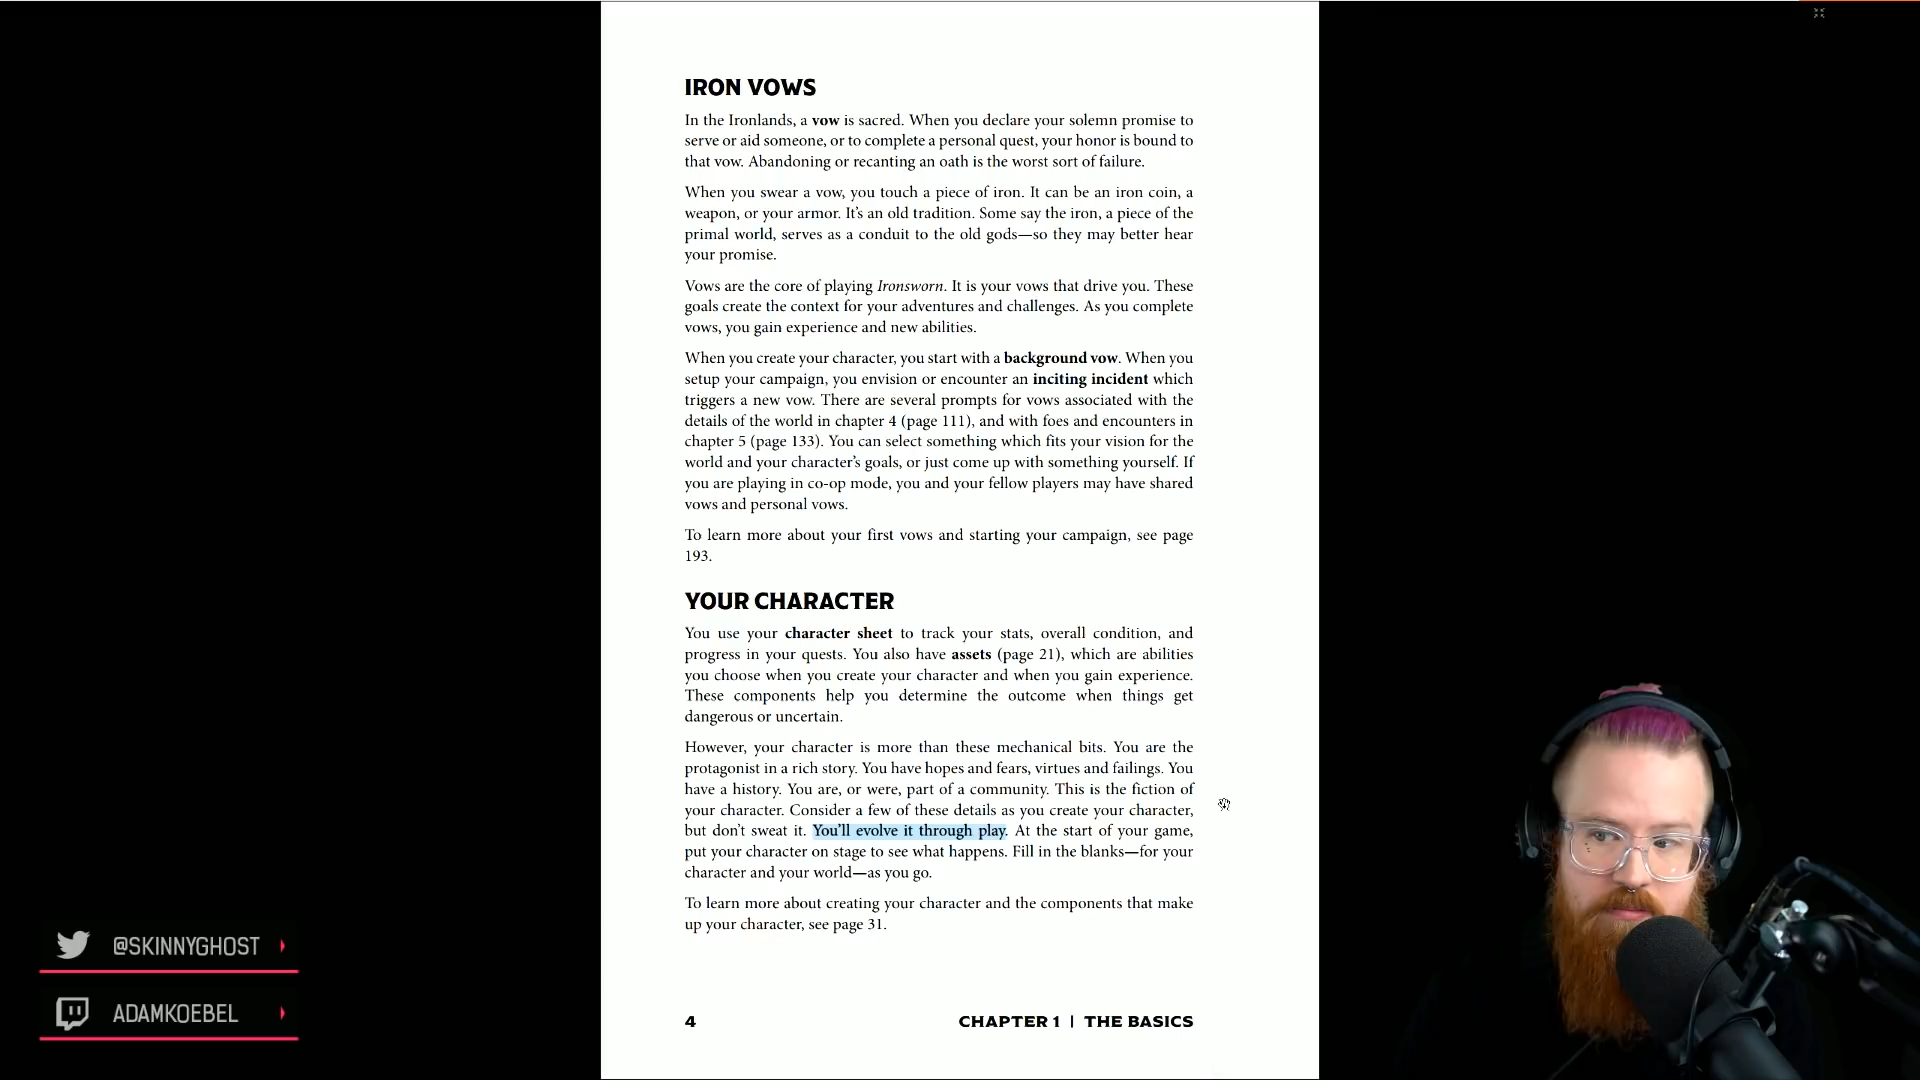 IRON VOWS
In the Ironlands, a vow is sacred. When you declare your solemn promise to
serve or aid someone, or to complete a personal quest, your honor is bound to
that vow. Abandoning or recanting an oath is the worst sort of failure.
When you swear a vow, you touch a piece of iron. It can be an iron coin, a
weapon, or your armor. It’s an old tradition. Some say the iron, a piece of the
primal world, serves as a conduit to the old gods—so they may better hear
your promise.
Vows are the core of playing Ironsworn. It is your vows that drive you. These
goals create the context for your adventures and challenges. As you complete
vows, you gain experience and new abilities.
When you create your character, you start with a background vow. When you
setup your campaign, you envision or encounter an inciting incident which
triggers a new vow. There are several prompts for vows associated with the
details of the world in chapter 4 (page 111), and with foes and encounters in
chapter 5 (page 133). You can select something which fits your vision for the
world and your character’s goals, or just come up with something yourself. If
you are playing in co-op mode, you and your fellow players may have shared
vows and personal vows.
To learn more about your first vows and starting your campaign, see page
193.
YOUR CHARACTER
You use your character sheet to track your stats, overall condition, and
progress in your quests. You also have assets (page 21), which are abilities
you choose when you create your character and when you gain experience.
These components help you determine the outcome when things get
dangerous or uncertain.
However, your character is more than these mechanical bits. You are the
protagonist in a rich story. You have hopes and fears, virtues and failings. You
have a history. You are, or were, part of a community. This is the fiction of
your character. Consider a few of these details as you create your character,
but don’t sweat it. You’ll evolve it through play. At the start of your game,
put your character on stage to see what happens. Fill in the blanks—for your
character and your world—as you go.
To learn more about creating your character and the components that make
up your character, see page 31.
4 CHAPTER 1 | THE BASICS
@SKINNYGHOST
ADAMKOEBEL